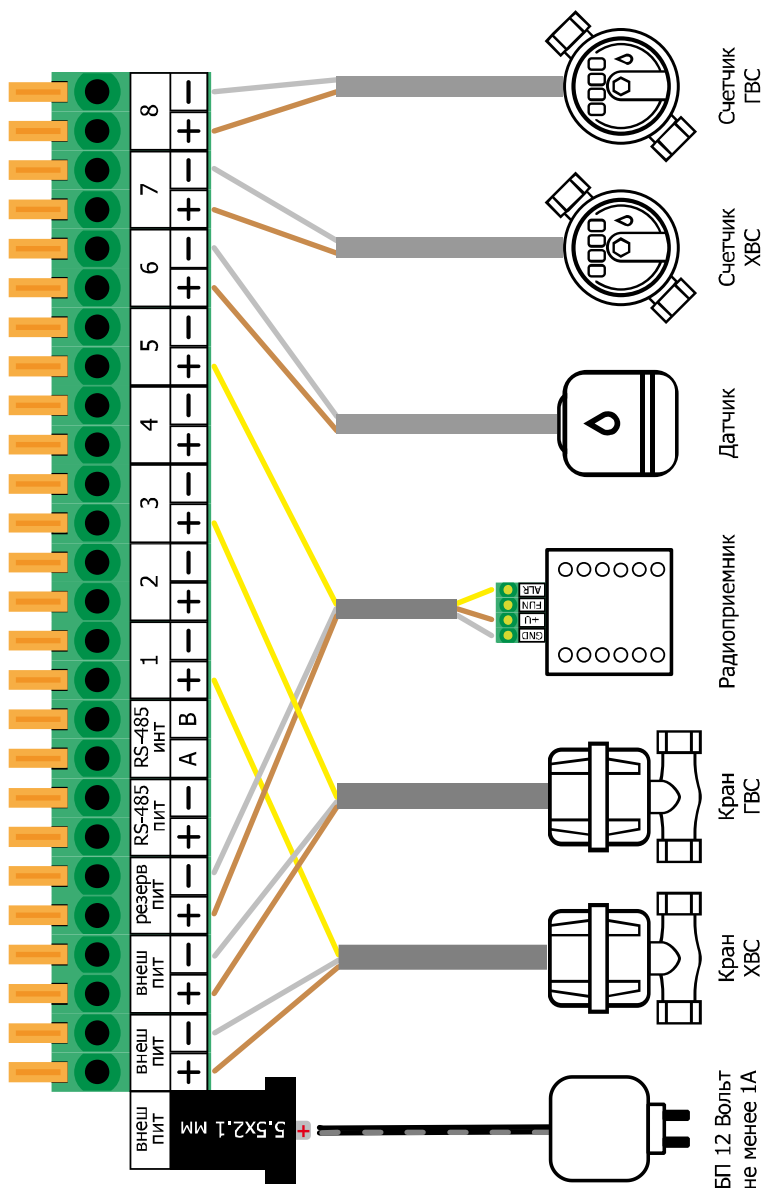 внеш
пит
внеш
пит
внеш
пит
резерв
пит
RS-485
пит
RS-485
инт
1 2 3 4 5 6 7 8
+ − + − + − + − A B + − + − + − + − + − + − + − + −
5.5x2.1 мм
+
GND
+U
FUN
ALR
БП 12 Вольт
не менее 1А
Кран
ХВС
Кран
ГВС
Радиоприемник
Датчик
Счетчик
ХВС
Счетчик
ГВС